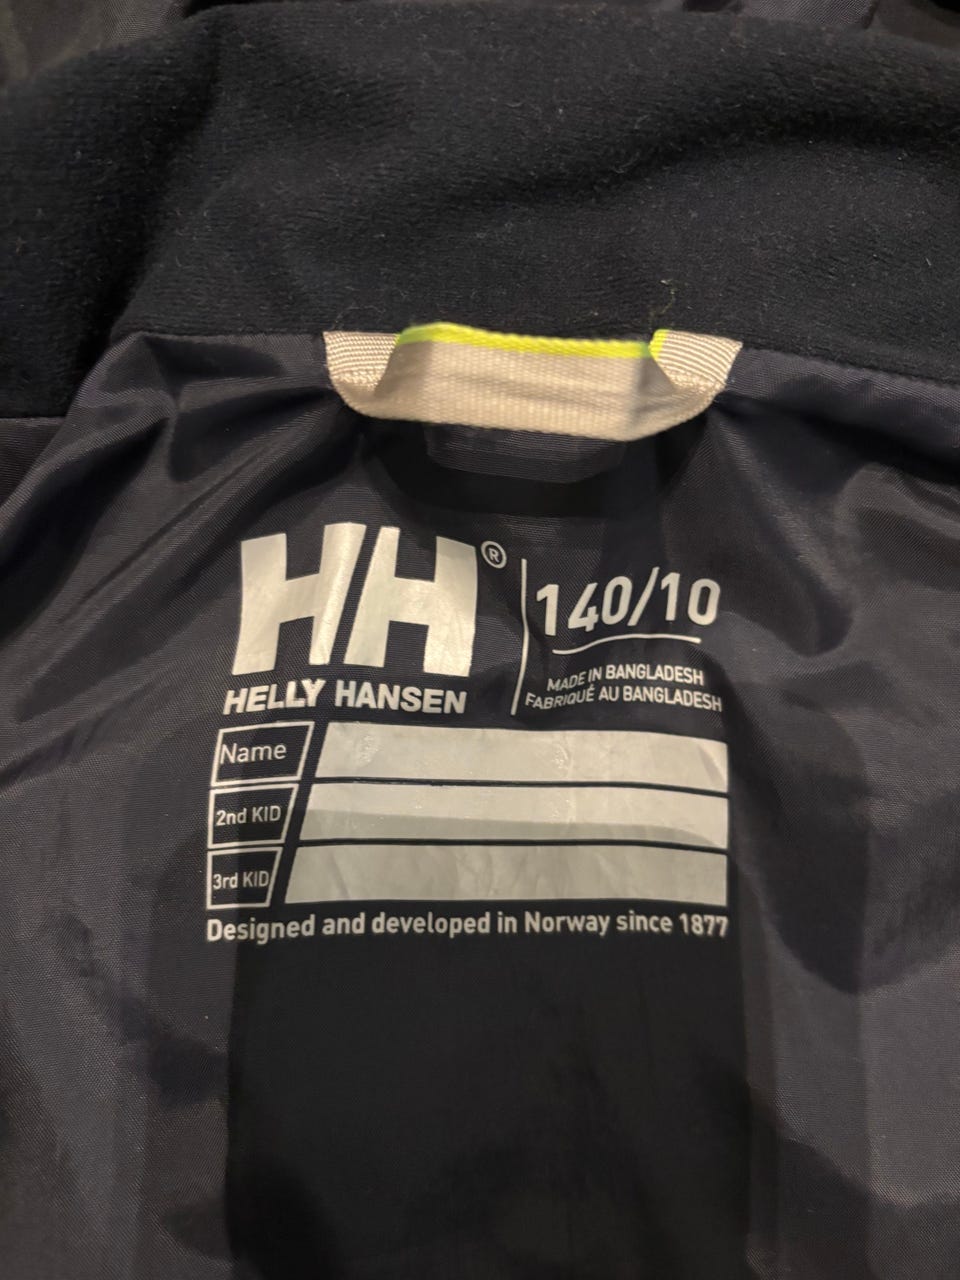 HH®
HELLY HANSEN
140/10
MADE IN BANGLADESH
FABRIQUÉ AU BANGLADESH
Name
2nd KID
3rd KID
Designed and developed in Norway since 1877